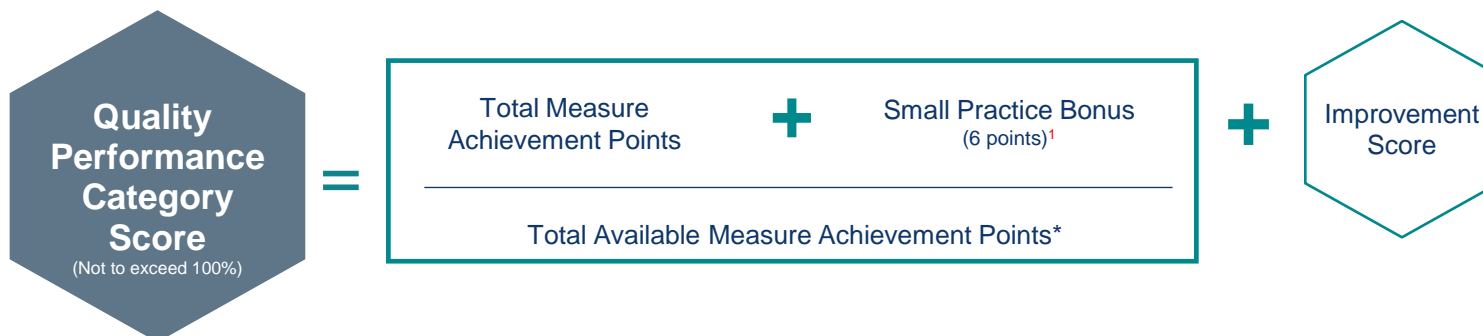 Quality
Performance
Category
Score
(Not to exceed 100%)
=
Total Measure
Achievement Points
+
Small Practice Bonus
(6 points)1
Total Available Measure Achievement Points*
+
Improvement
Score